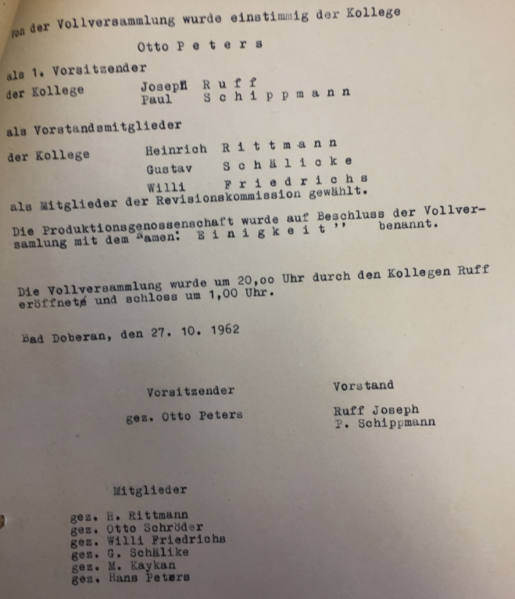 von der Vollversammlung wurde einstimmig der Kollege
Otto P e t e r s
als 1. Vorsitzender
der Kollege Joseph R u f f
Paul S c h i p p m a n n
als Vorstandsmitglieder
der Kollege Heinrich R i t t m a n n
Gustav S c h ä l i c k e
Willi F r i e d r i c h s
als Mitglieder der Revisionskommission gewählt.
Die Produktionsgenossenschaft wurde auf Beschluss der Vollver-
samlung mit dem Namen: E i n i g k e i t " benannt.
Die Vollversammlung wurde um 20,oo Uhr durch den Kollegen Ruff
eröffnet und schloss um 1,00 Uhr.
Bad Doberan, den 27. 10. 1962
Vorsitzender Vorstand
gez. Otto Peters Ruff Joseph
P. Schippmann
Mitglieder
gez. H. Rittmann
gez. Otto Schröder
gez. Willi Friedrichs
gez. G. Schälike
gez. M. Kaykan
gez. Hans Peters